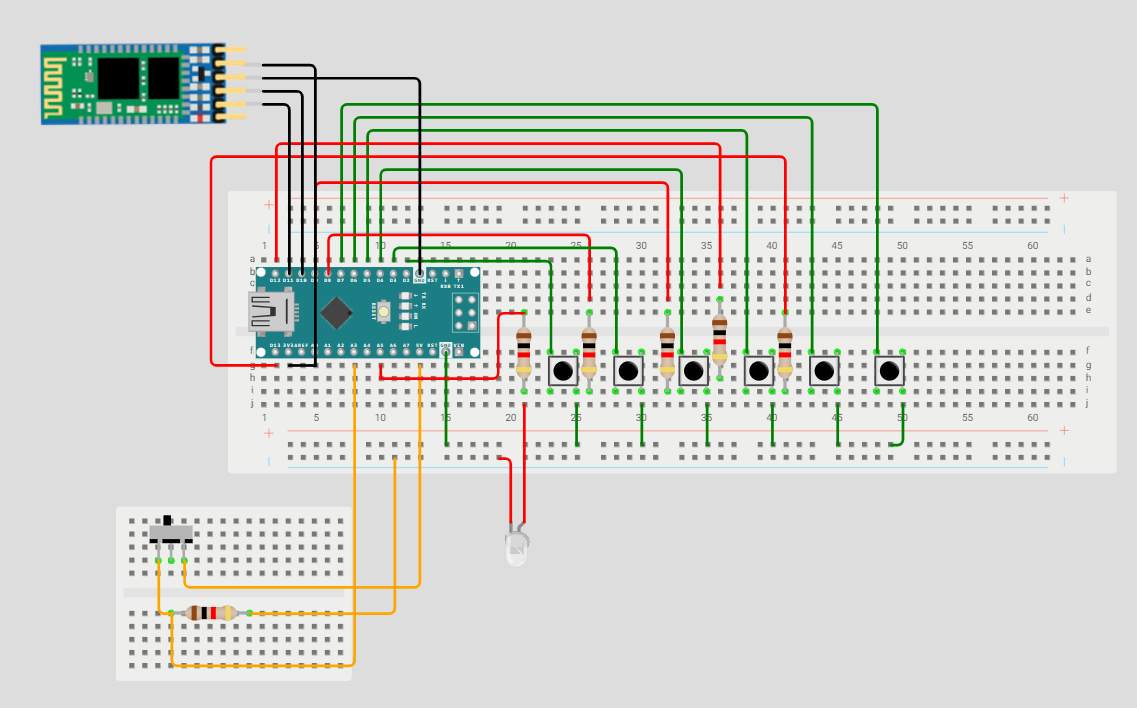 + +
| |
1 5 10 15 20 25 30 35 40 45 50 55 60
a a
b b
D12 D11 D10 D9 D8 D7 D6 D5 D4 D3 D2 GND RST
RX0 TX1
c c
d d
e e
RESET
TX RX ON L
D13 3V3 AREF A0 A1 A2 A3 A4 A5 A6 A7 5V RST GND VIN
f f
g g
h h
i i
j j
1 5 10 15 20 25 30 35 40 45 50 55 60
+ +
| |